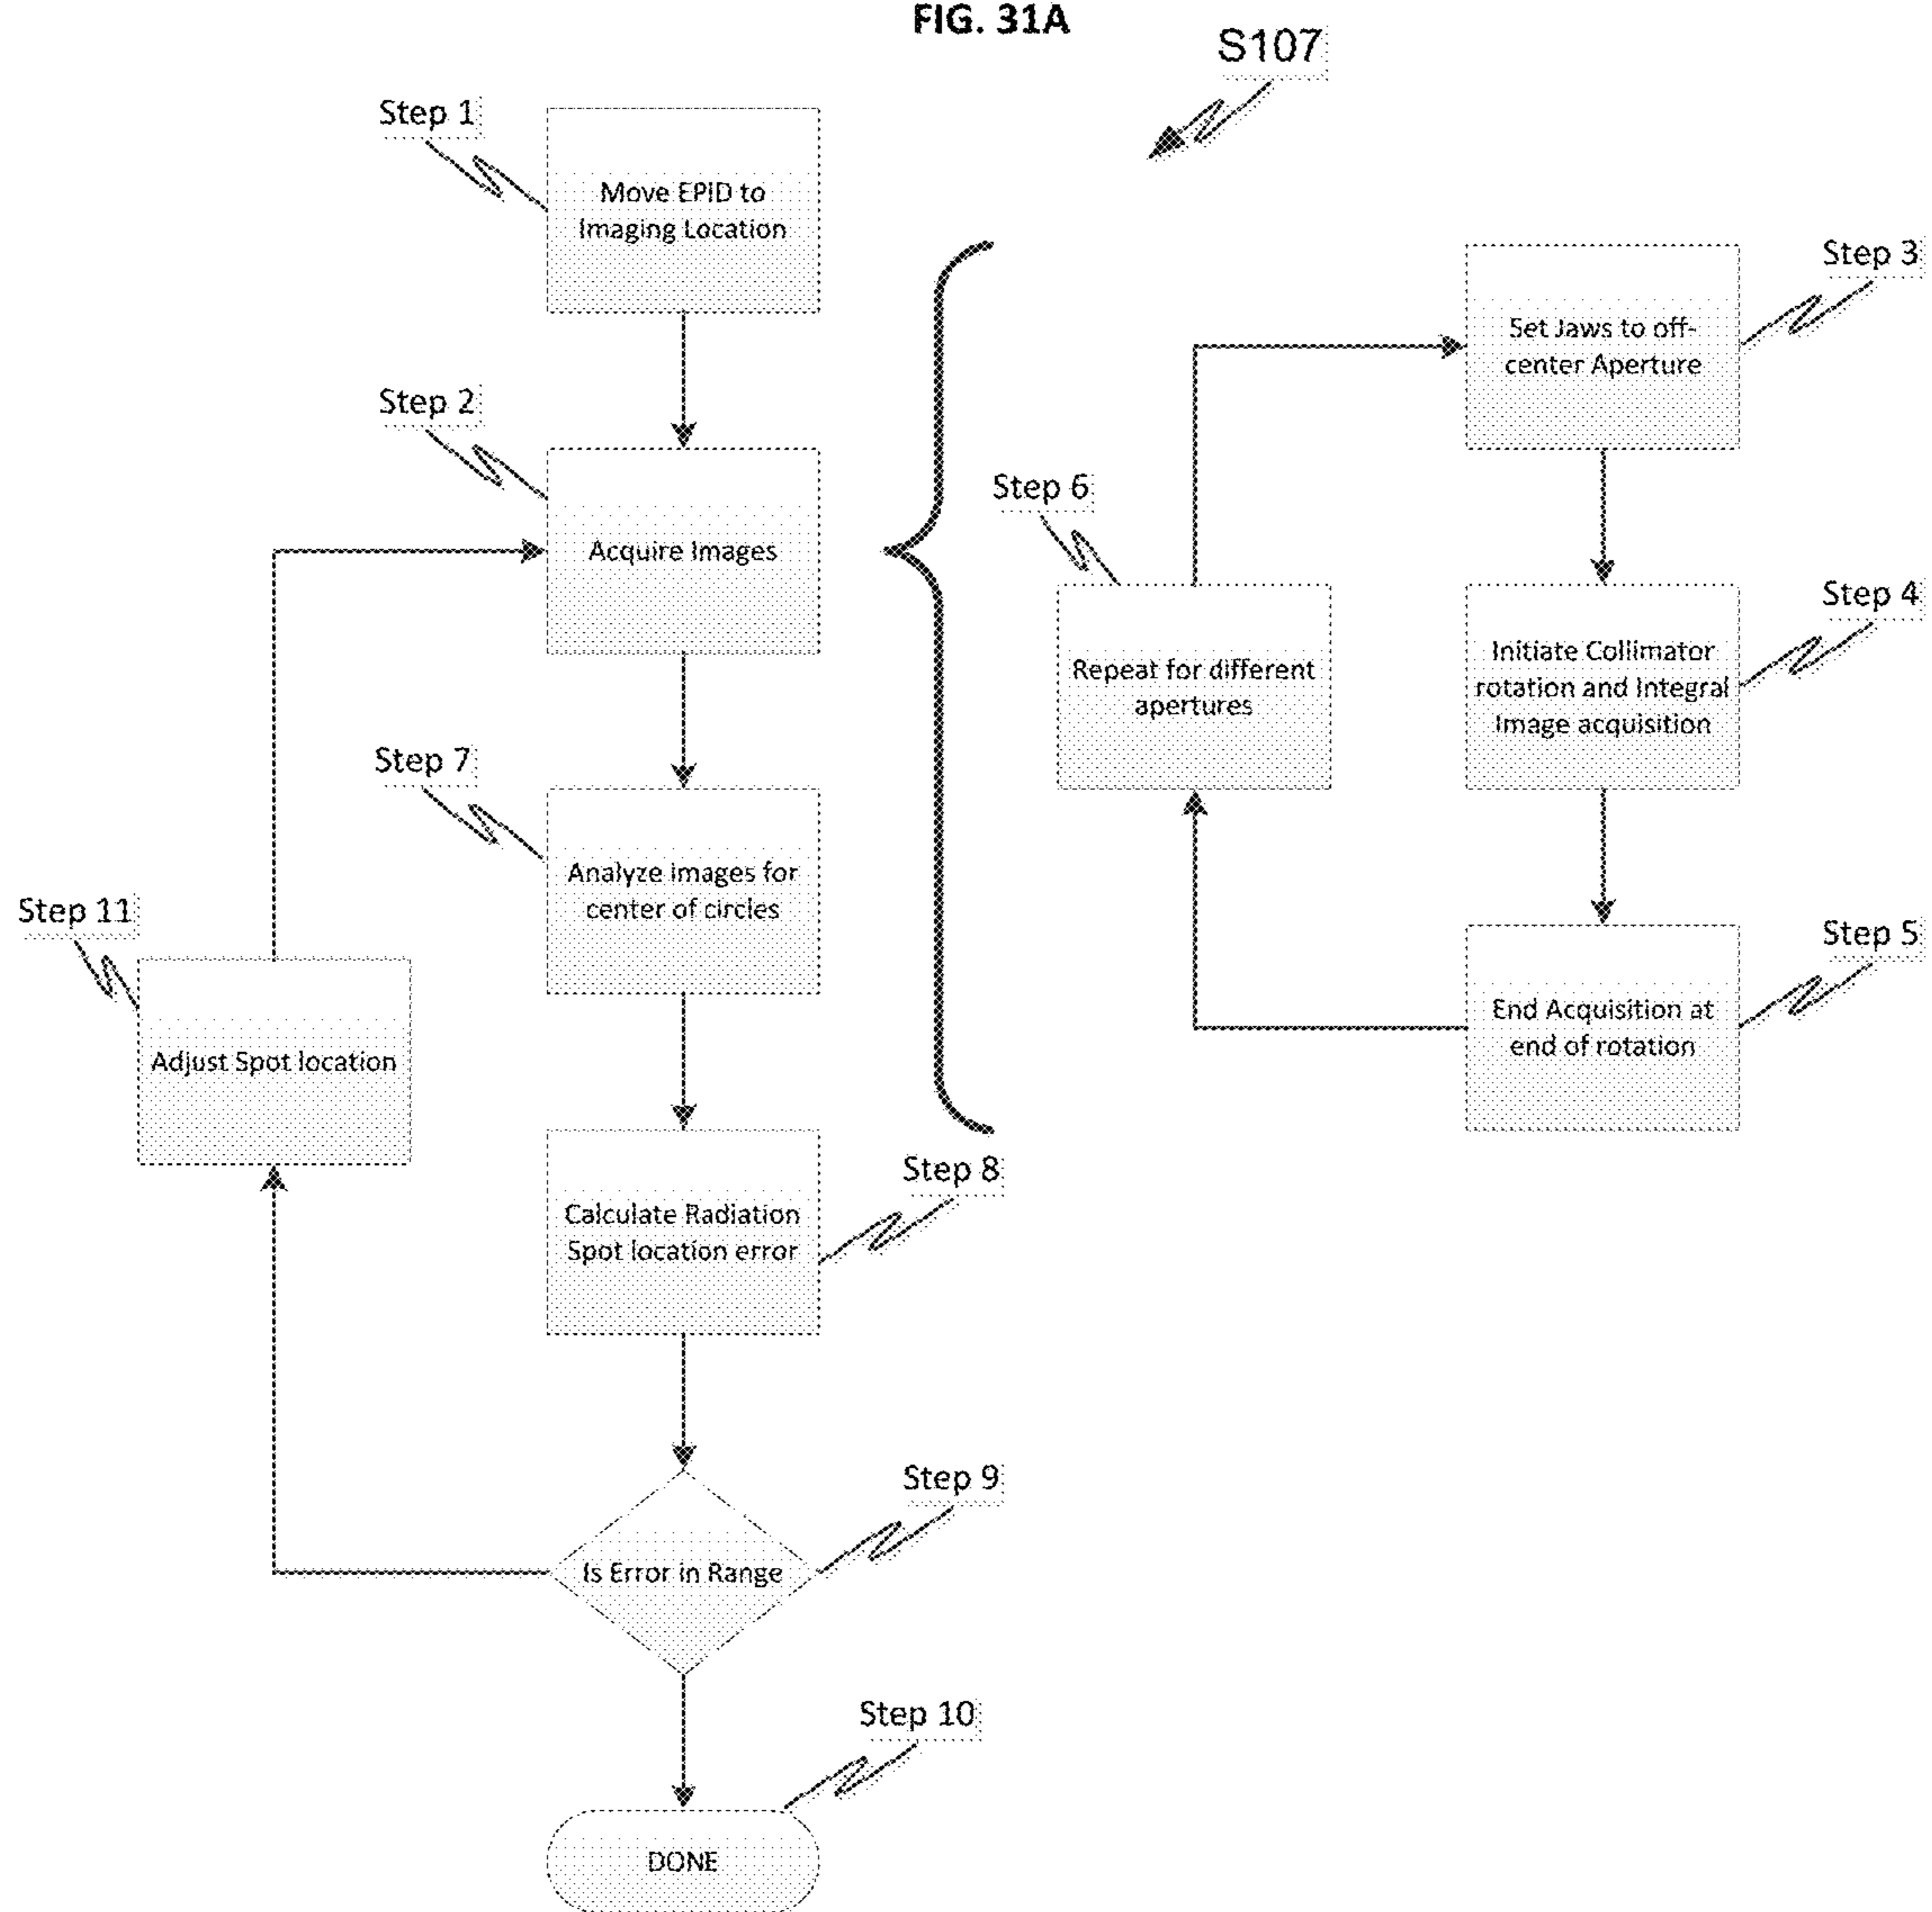 FIG. 31A
S107
Step 1
Move EPID to
Imaging Location
Step 2
Acquire Images
Step 3
Set Jaws to off-
center Aperture
Step 4
Initiate Collimator
rotation and Integral
Image acquisition
Step 5
End Acquisition at
end of rotation
Step 6
Repeat for different
apertures
Step 7
Analyze images for
center of circles
Step 8
Calculate Radiation
Spot location error
Step 9
Is Error in Range
Step 10
DONE
Step 11
Adjust Spot location